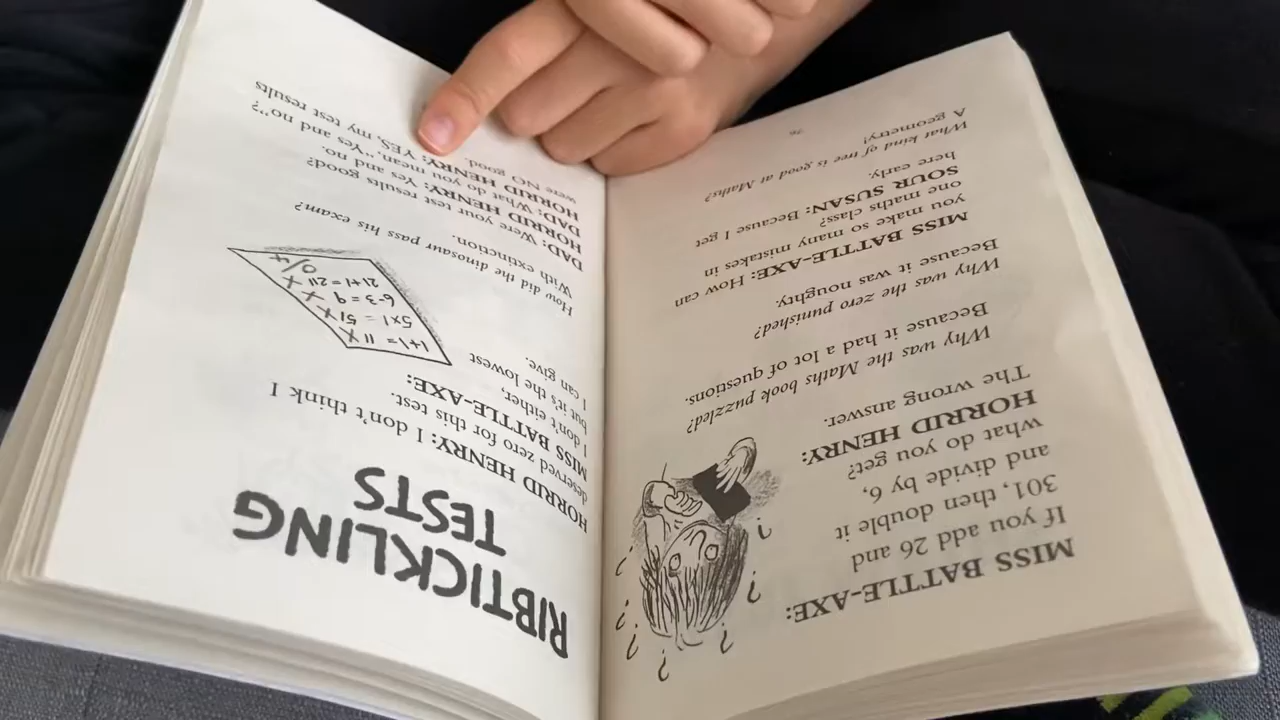 MISS BATTLE-AXE:
If you add 26 and
301, then double it
and divide by 6,
what do you get?
HORRID HENRY:
The wrong answer.
Why was the Maths book puzzled?
Because it had a lot of questions.
Why was the zero punished?
Because it was noughty.
MISS BATTLE-AXE: How can
you make so many mistakes in
one maths class?
SOUR SUSAN: Because I get
here early.
What kind of tree is good at Maths?
A geometry!
76
RIBTICKLING
TESTS
HORRID HENRY: I don't think I
deserved zero for this test.
MISS BATTLE-AXE:
I don't either,
but it's the lowest
I can give.
1+1=11 X
5x1=51 X
6-3=9 X
21+1=211 X
0/4
How did the dinosaur pass his exam?
With extinction.
DAD: Were your test results good?
HORRID HENRY: Yes and no.
DAD: What do you mean, "Yes and no"?
HORRID HENRY: YES, my test results
were NO good.